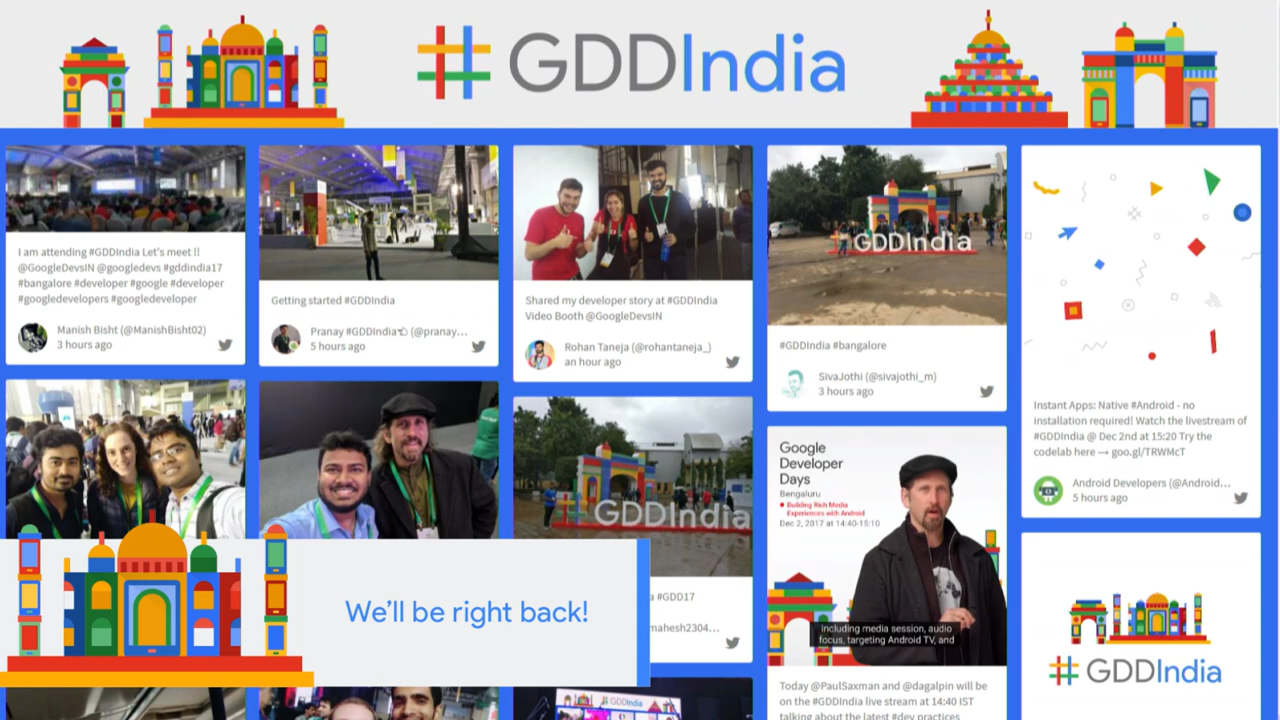 #GDDIndia
I am attending #GDDIndia Let's meet !!
@GoogleDevsIN @googledevs #gddindia17
#bangalore #developer #google #developer
#googledevelopers #googledeveloper
Manish Bisht (@ManishBisht02)
3 hours ago
Getting started #GDDIndia
Pranay #GDDIndia (@pranay...
5 hours ago
Shared my developer story at #GDDIndia
Video Booth @GoogleDevsIN
Rohan Taneja (@rohantaneja_)
an hour ago
#GDDIndia
#GDDIndia #bangalore
SivaJothi (@sivajothi_m)
3 hours ago
Instant Apps: Native #Android - no
installation required! Watch the livestream of
#GDDIndia @ Dec 2nd at 15:20 Try the
codelab here → goo.gl/TRWMcT
Android Developers (@Android...
5 hours ago
#GDDIndia
a #GDD17
mahesh2304...
#GDDIndia
Google
Developer
Days
Bengaluru
Building Rich Media
Experiences with Android
Dec 2, 2017 at 14:40-15:10
including media session, audio
focus, targeting Android TV, and
Today @PaulSaxman and @dagalpin will be
on the #GDDIndia live stream at 14:40 IST
talking about the latest #dev practices
#GDDIndia
We'll be right back!